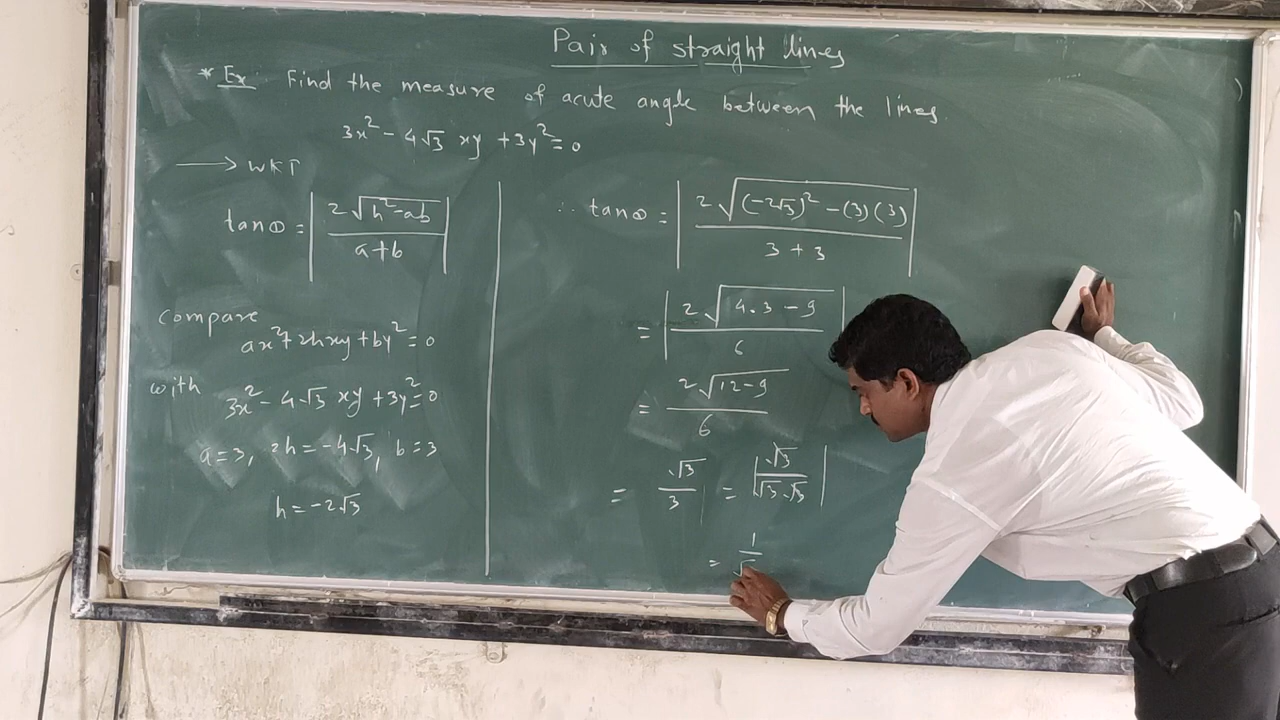 Pair of straight lines
* Ex. Find the measure of acute angle between the lines.
3x² - 4√3 xy + 3y² = 0
→ WKT
tanθ = | 2√(h²-ab) / (a+b) |
compare
ax² + 2hxy + by² = 0
with
3x² - 4√3 xy + 3y² = 0
a = 3, 2h = -4√3, b = 3
h = -2√3
∴ tanθ = | 2√((-2√3)² - (3)(3)) / (3 + 3) |
= | 2√(4.3 - 9) / 6 |
= 2√(12-9) / 6
= √3 / 3 | = | √3 / (√3.√3) |
= 1 / √